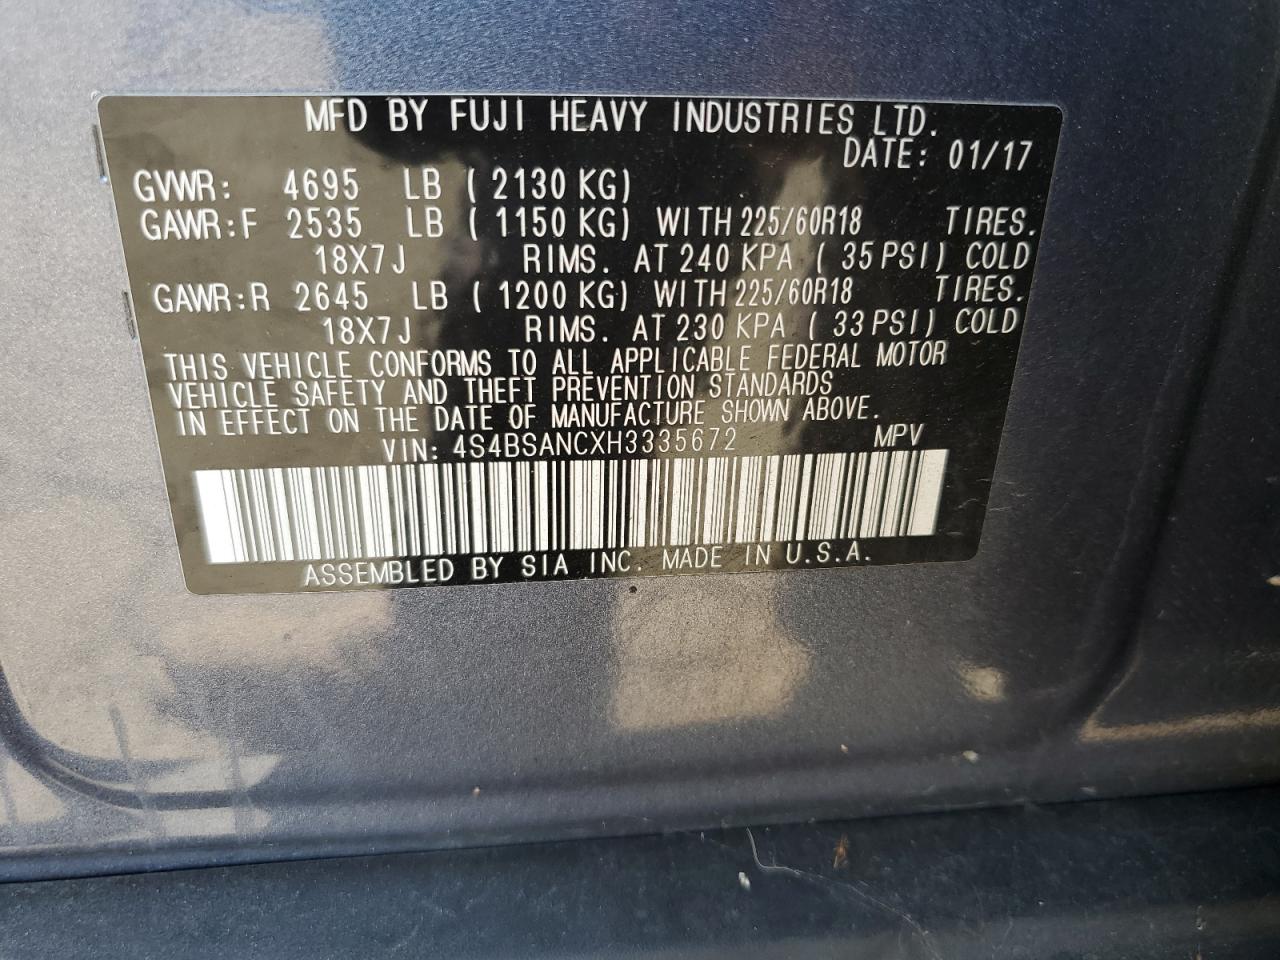 MFD BY FUJI HEAVY INDUSTRIES LTD.
DATE: 01/17
GVWR: 4695 LB ( 2130 KG)
GAWR:F 2535 LB ( 1150 KG) WITH 225/60R18 TIRES.
18X7J RIMS. AT 240 KPA ( 35 PSI) COLD
GAWR:R 2645 LB ( 1200 KG) WITH 225/60R18 TIRES.
18X7J RIMS. AT 230 KPA ( 33 PSI) COLD
THIS VEHICLE CONFORMS TO ALL APPLICABLE FEDERAL MOTOR
VEHICLE SAFETY AND THEFT PREVENTION STANDARDS
IN EFFECT ON THE DATE OF MANUFACTURE SHOWN ABOVE.
VIN: 4S4BSANCXH3335672 MPV
ASSEMBLED BY SIA INC. MADE IN U.S.A.